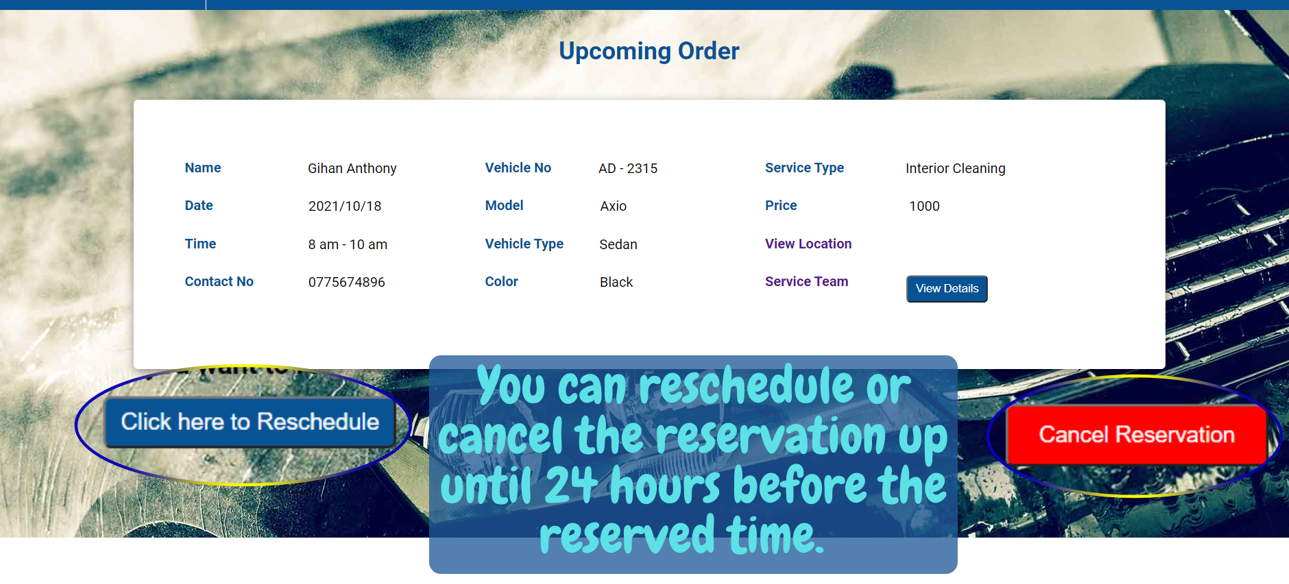 Upcoming Order
Name Gihan Anthony Vehicle No AD - 2315 Service Type Interior Cleaning
Date 2021/10/18 Model Axio Price 1000
Time 8 am - 10 am Vehicle Type Sedan View Location
Contact No 0775674896 Color Black Service Team View Details
want to
Click here to Reschedule
You can reschedule or
cancel the reservation up
until 24 hours before the
reserved time.
Cancel Reservation